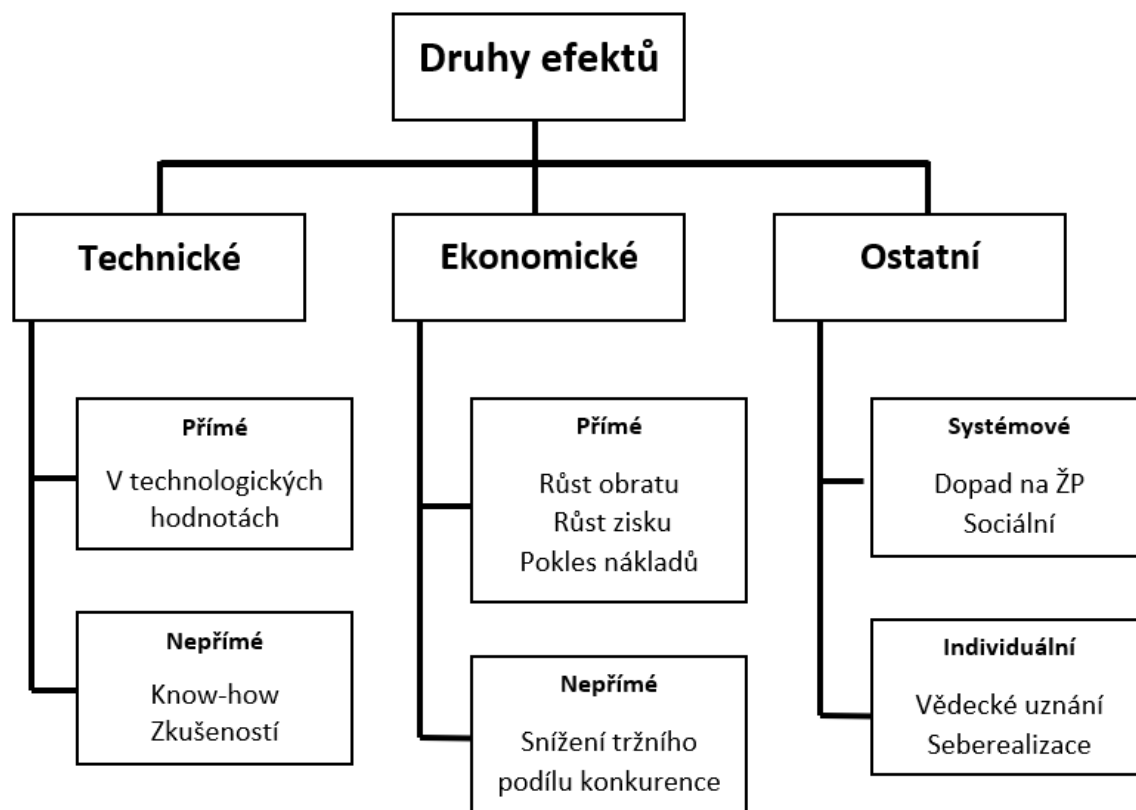 Druhy efektů
Technické
Ekonomické
Ostatní
Přímé
V technologických
hodnotách
Nepřímé
Know-how
Zkušeností
Přímé
Růst obratu
Růst zisku
Pokles nákladů
Nepřímé
Snížení tržního
podílu konkurence
Systémové
Dopad na ŽP
Sociální
Individuální
Vědecké uznání
Seberealizace